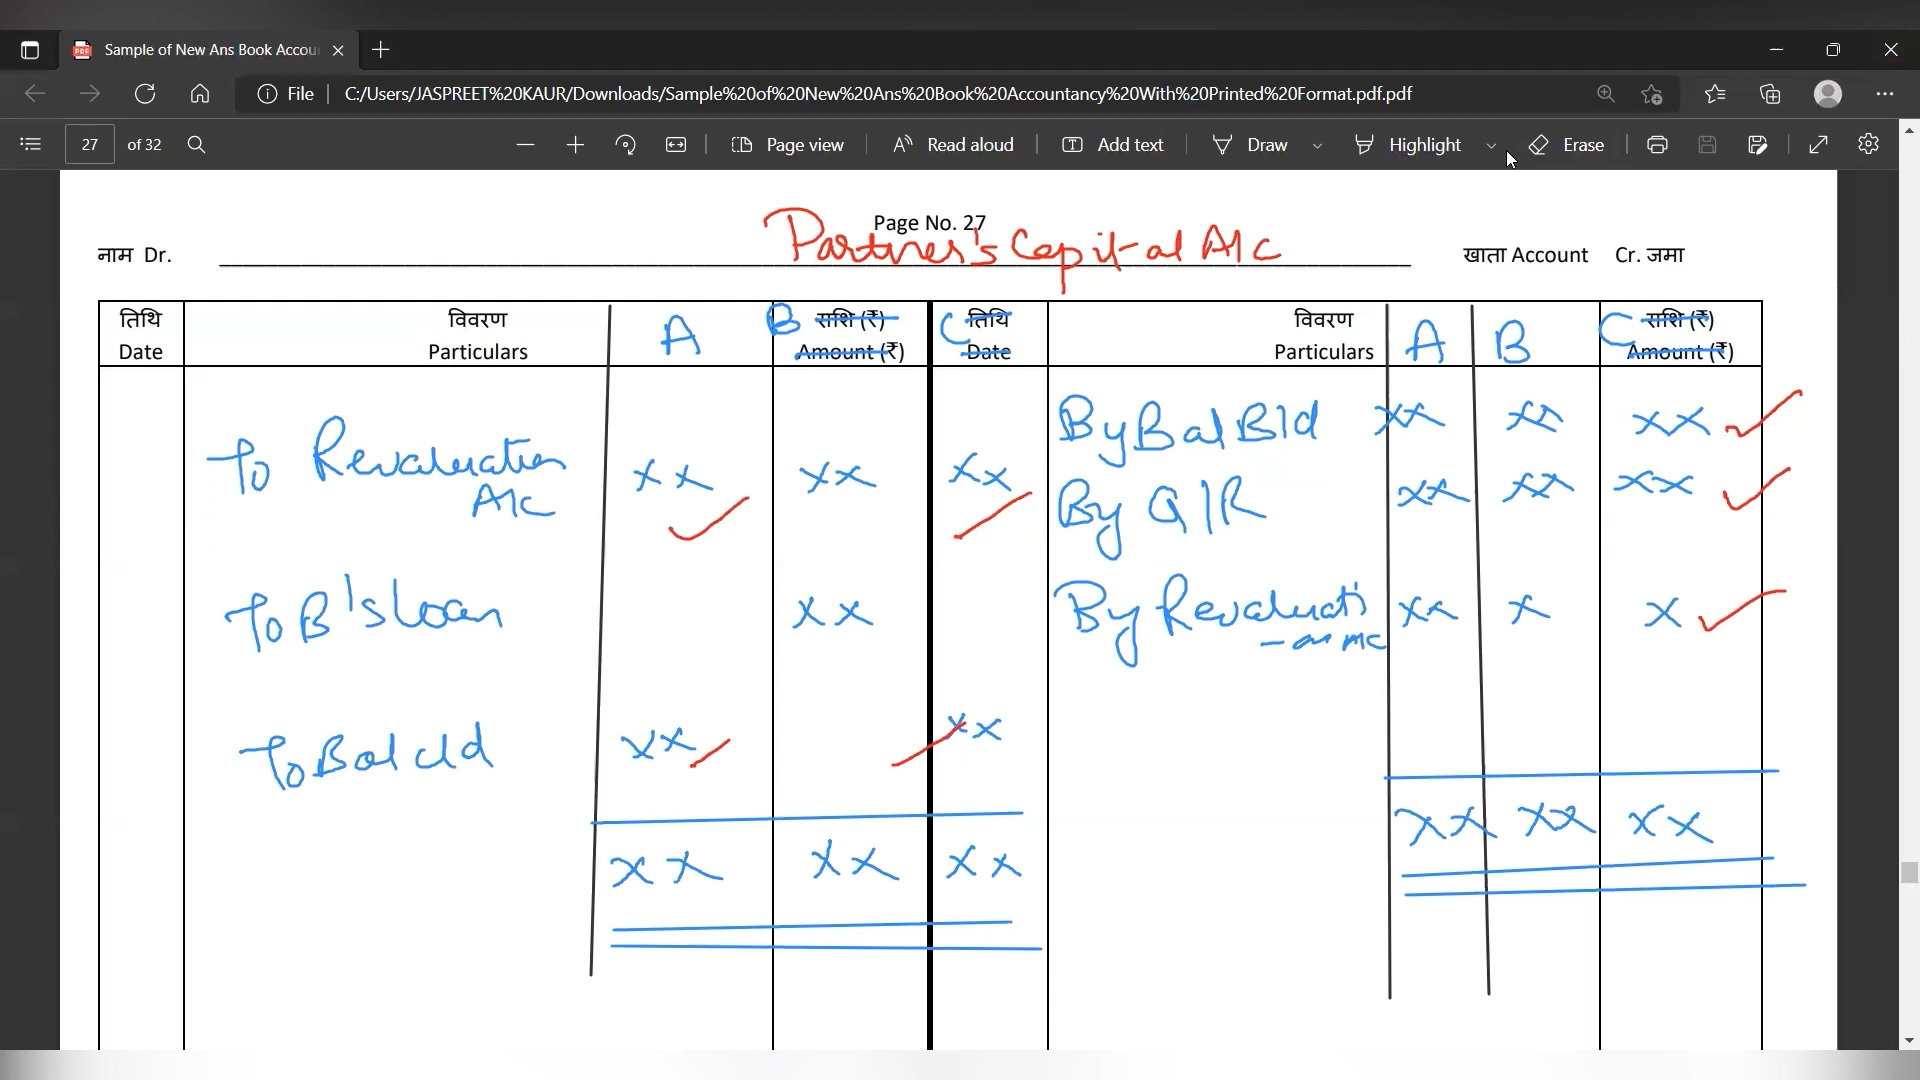 Sample of New Ans Book Accou
File C:/Users/JASPREET%20KAUR/Downloads/Sample%20of%20New%20Ans%20Book%20Accountancy%20With%20Printed%20Format.pdf.pdf
27 of 32 Page view Read aloud Add text Draw Highlight Erase
Page No. 27
Partner's Capital A/c
नाम Dr. खाता Account Cr. जमा
तिथि विवरण A B राशि (₹) C तिथि विवरण A B C राशि (₹)
Date Particulars Amount (₹) Date Particulars Amount (₹)
By Bal B/d xx xx xx
To Revaluation xx xx xx
A/c
By G/R xx xx xx
To B's loan xx
By Revaluati xx x x
-on A/c
To Bal c/d xx xx
xx xx xx
xx xx xx